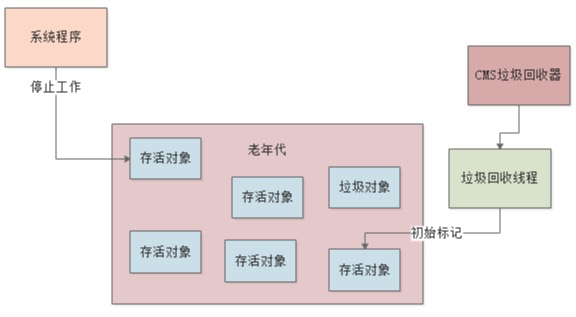 系统程序
停止工作
CMS垃圾回收器
老年代
存活对象
存活对象
垃圾对象
垃圾回收线程
初始标记
存活对象
存活对象
存活对象